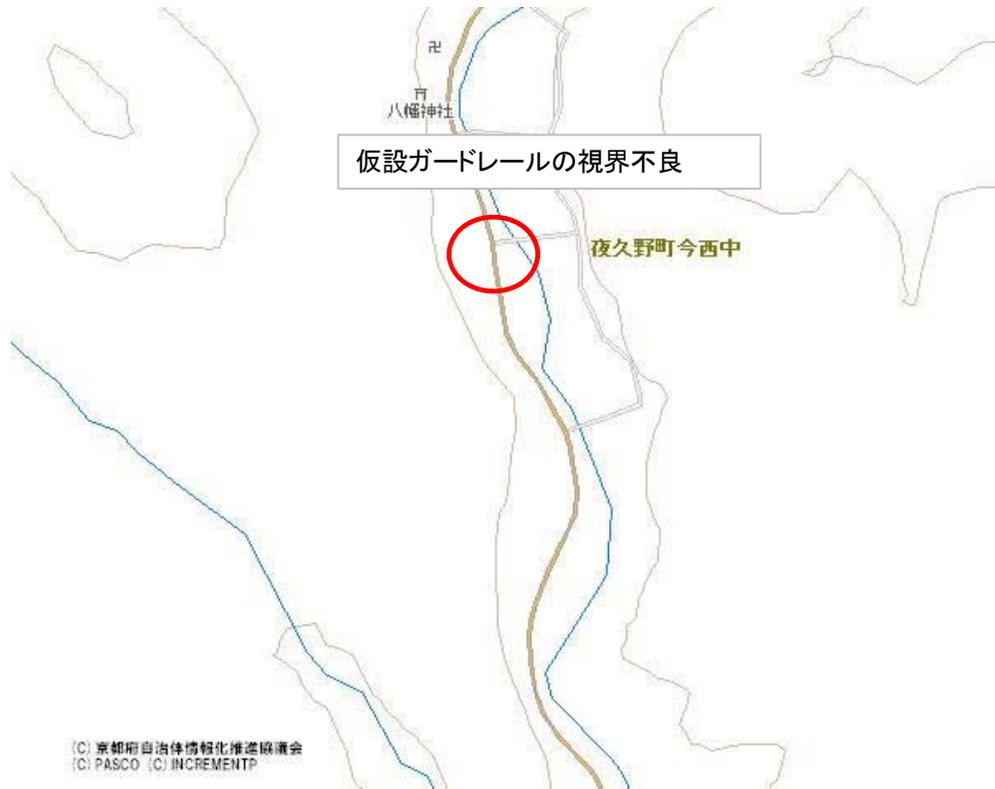 卍
八幡神社
仮設ガードレールの視界不良
夜久野町今西中
(C) 京都府自治体情報化推進協議会
(C) PASCO (C) INCREMENTP